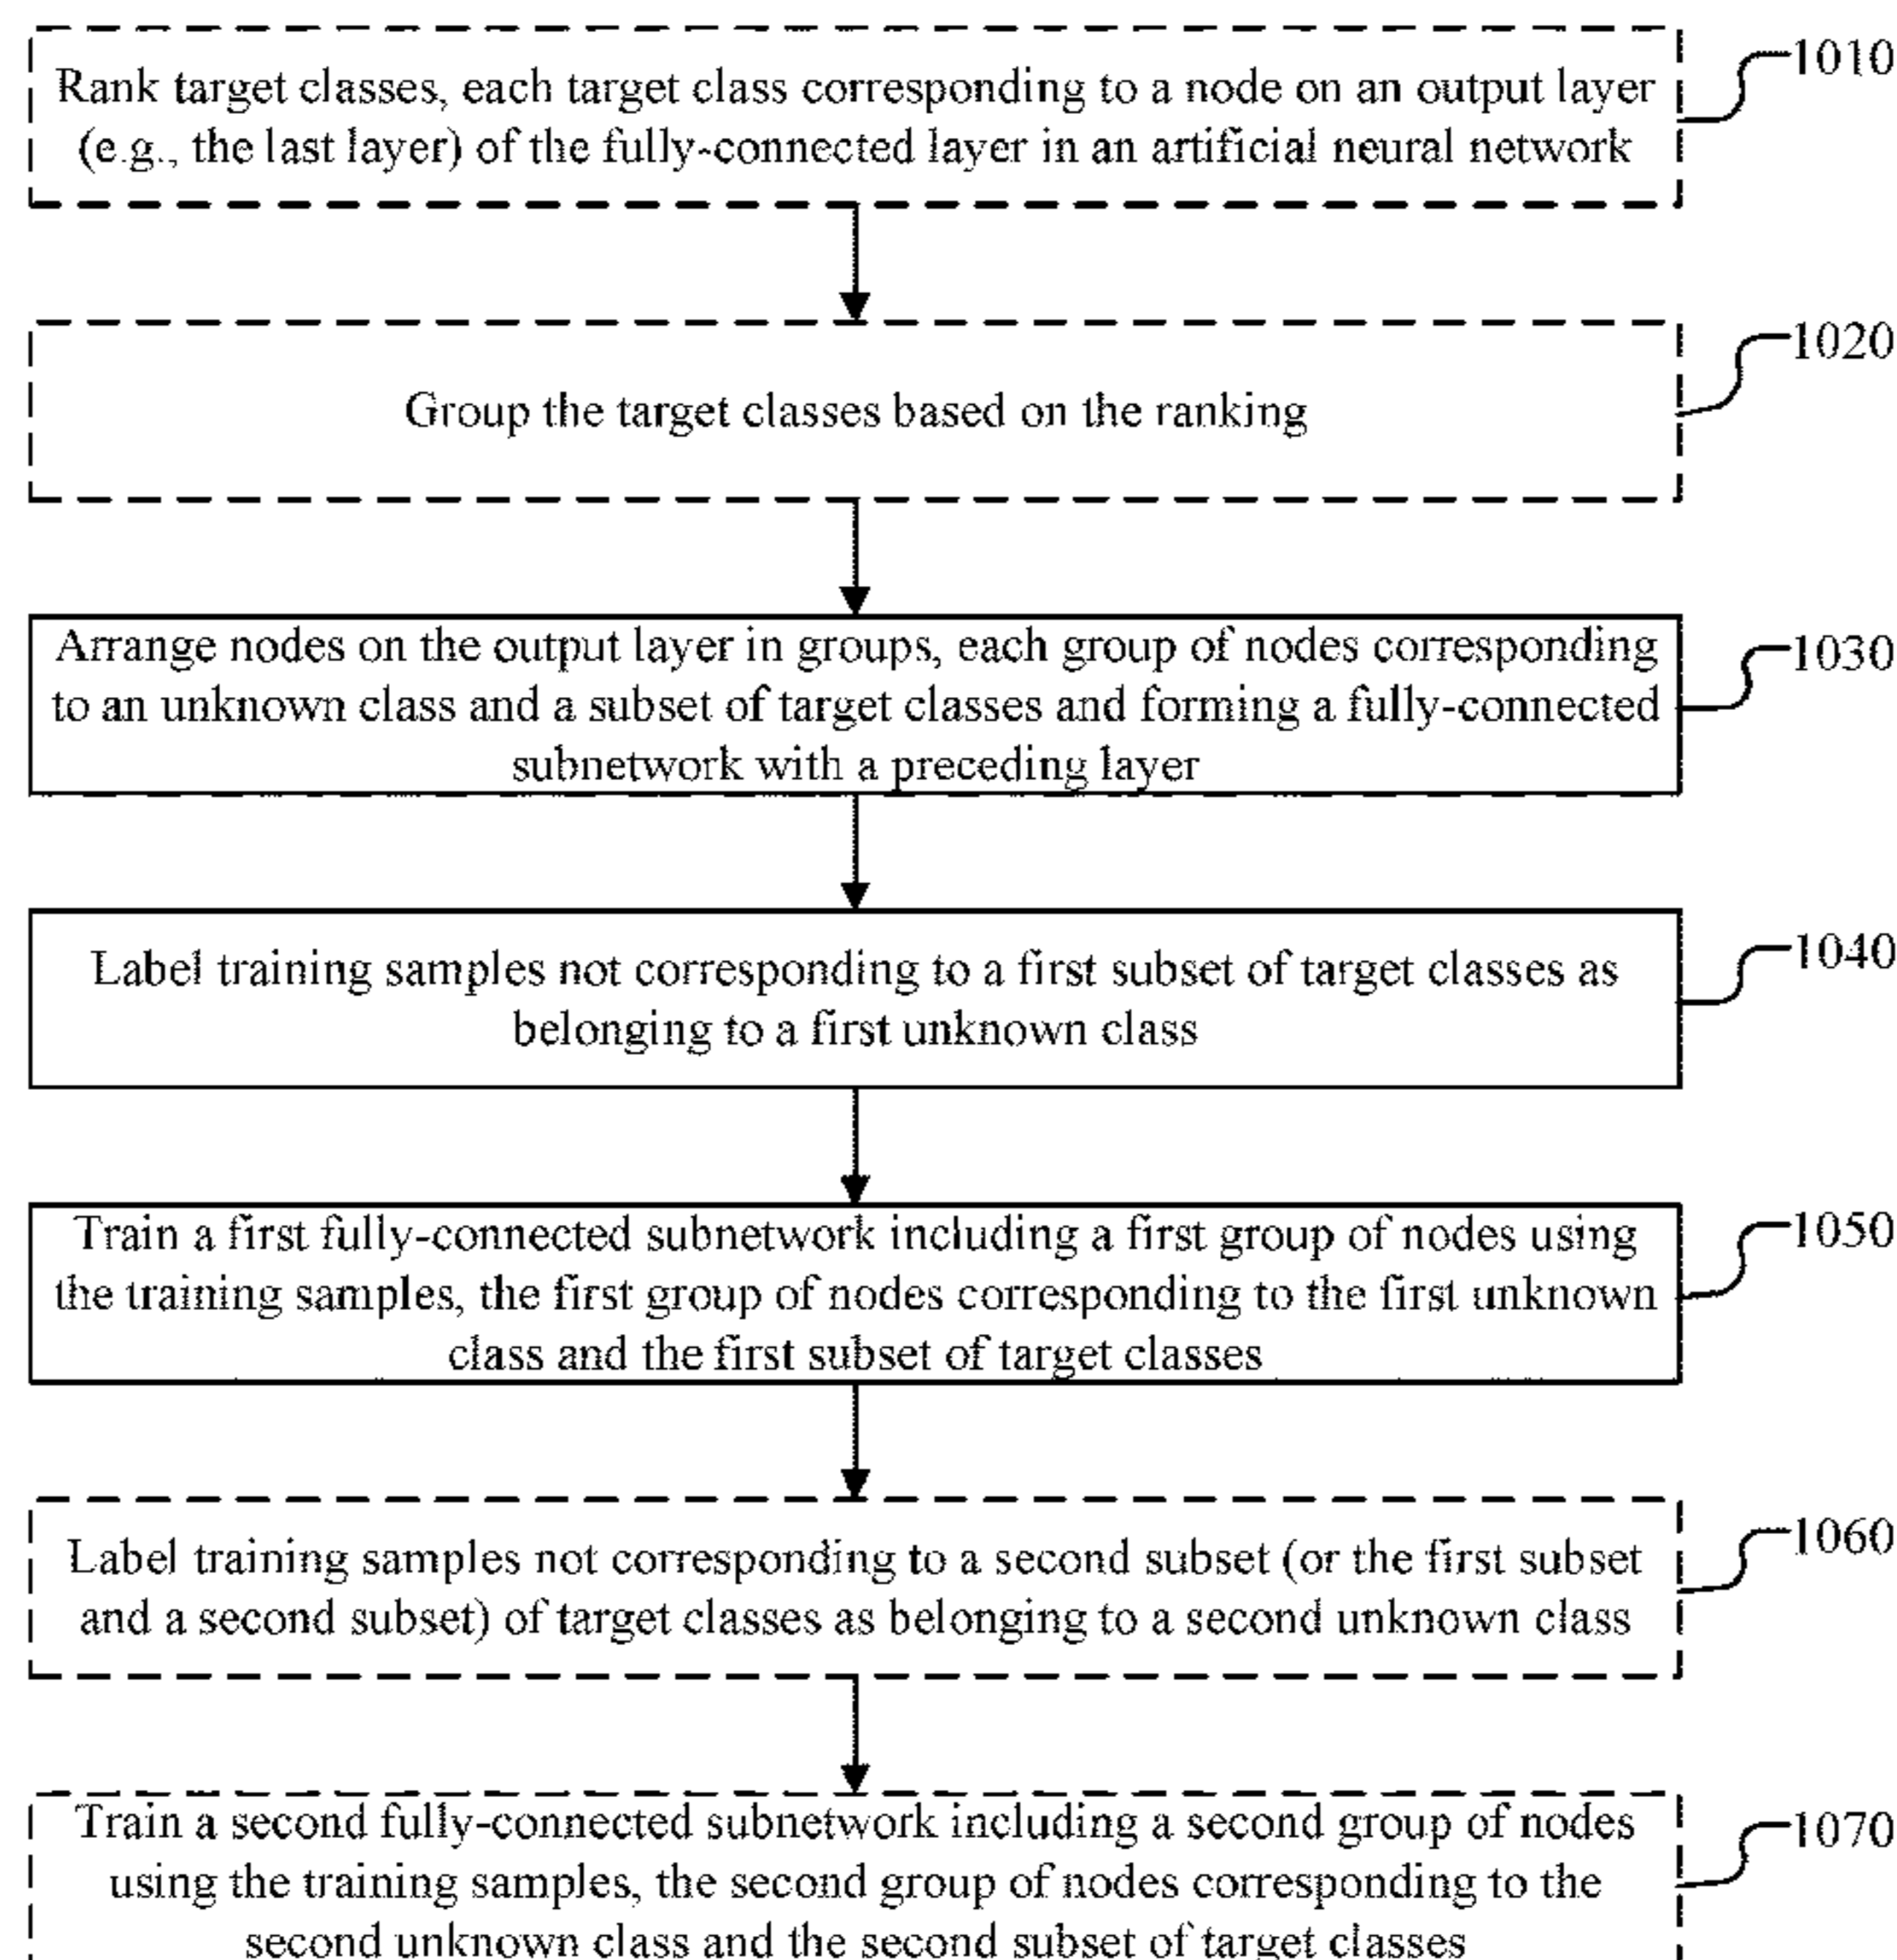 1010
Rank target classes, each target class corresponding to a node on an output layer
(e.g., the last layer) of the fully-connected layer in an artificial neural network
1020
Group the target classes based on the ranking
1030
Arrange nodes on the output layer in groups, each group of nodes corresponding
to an unknown class and a subset of target classes and forming a fully-connected
subnetwork with a preceding layer
1040
Label training samples not corresponding to a first subset of target classes as
belonging to a first unknown class
1050
Train a first fully-connected subnetwork including a first group of nodes using
the training samples, the first group of nodes corresponding to the first unknown
class and the first subset of target classes
1060
Label training samples not corresponding to a second subset (or the first subset
and a second subset) of target classes as belonging to a second unknown class
1070
Train a second fully-connected subnetwork including a second group of nodes
using the training samples, the second group of nodes corresponding to the
second unknown class and the second subset of target classes